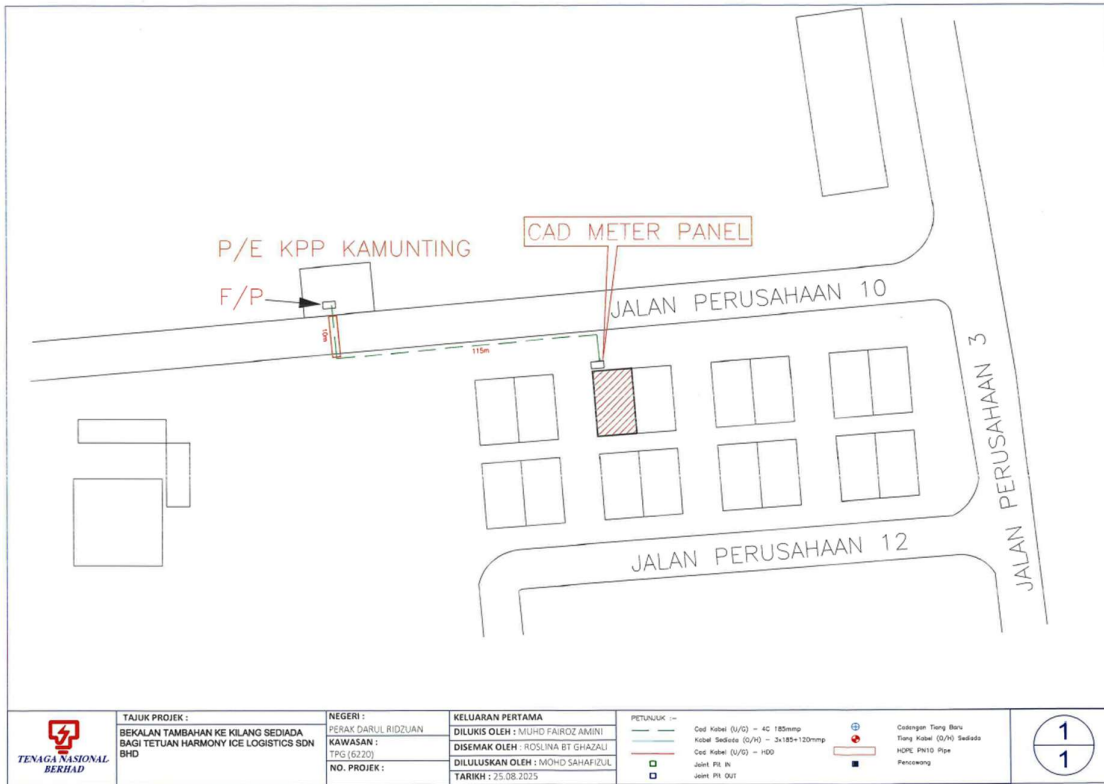 P/E KPP KAMUNTING
F/P
CAD METER PANEL
JALAN PERUSAHAAN 10
10m
115m
JALAN PERUSAHAAN 3
JALAN PERUSAHAAN 12
JALAN PERUSAHAAN 3
TENAGA NASIONAL
BERHAD
TAJUK PROJEK :
BEKALAN TAMBAHAN KE KILANG SEDIADA
BAGI TETUAN HARMONY ICE LOGISTICS SDN
BHD
NEGERI :
PERAK DARUL RIDZUAN
KAWASAN :
TPG (6220)
NO. PROJEK :
KELUARAN PERTAMA
DILUKIS OLEH : MUHD FAIROZ AMINI
DISEMAK OLEH : ROSLINA BT GHAZALI
DILULUSKAN OLEH : MOHD SAHAFIZUL
TARIKH : 25.08.2025
PETUNJUK :-
Cad Kabel (U/G) - 4C 185mmp
Kabel Sediada (O/H) - 3x185+120mmp
Cad Kabel (U/G) - HDD
Joint Pit IN
Joint Pit OUT
Cadangan Tiang Baru
Tiang Kabel (O/H) Sediada
HDPE PN10 Pipe
Pencawang
1
1